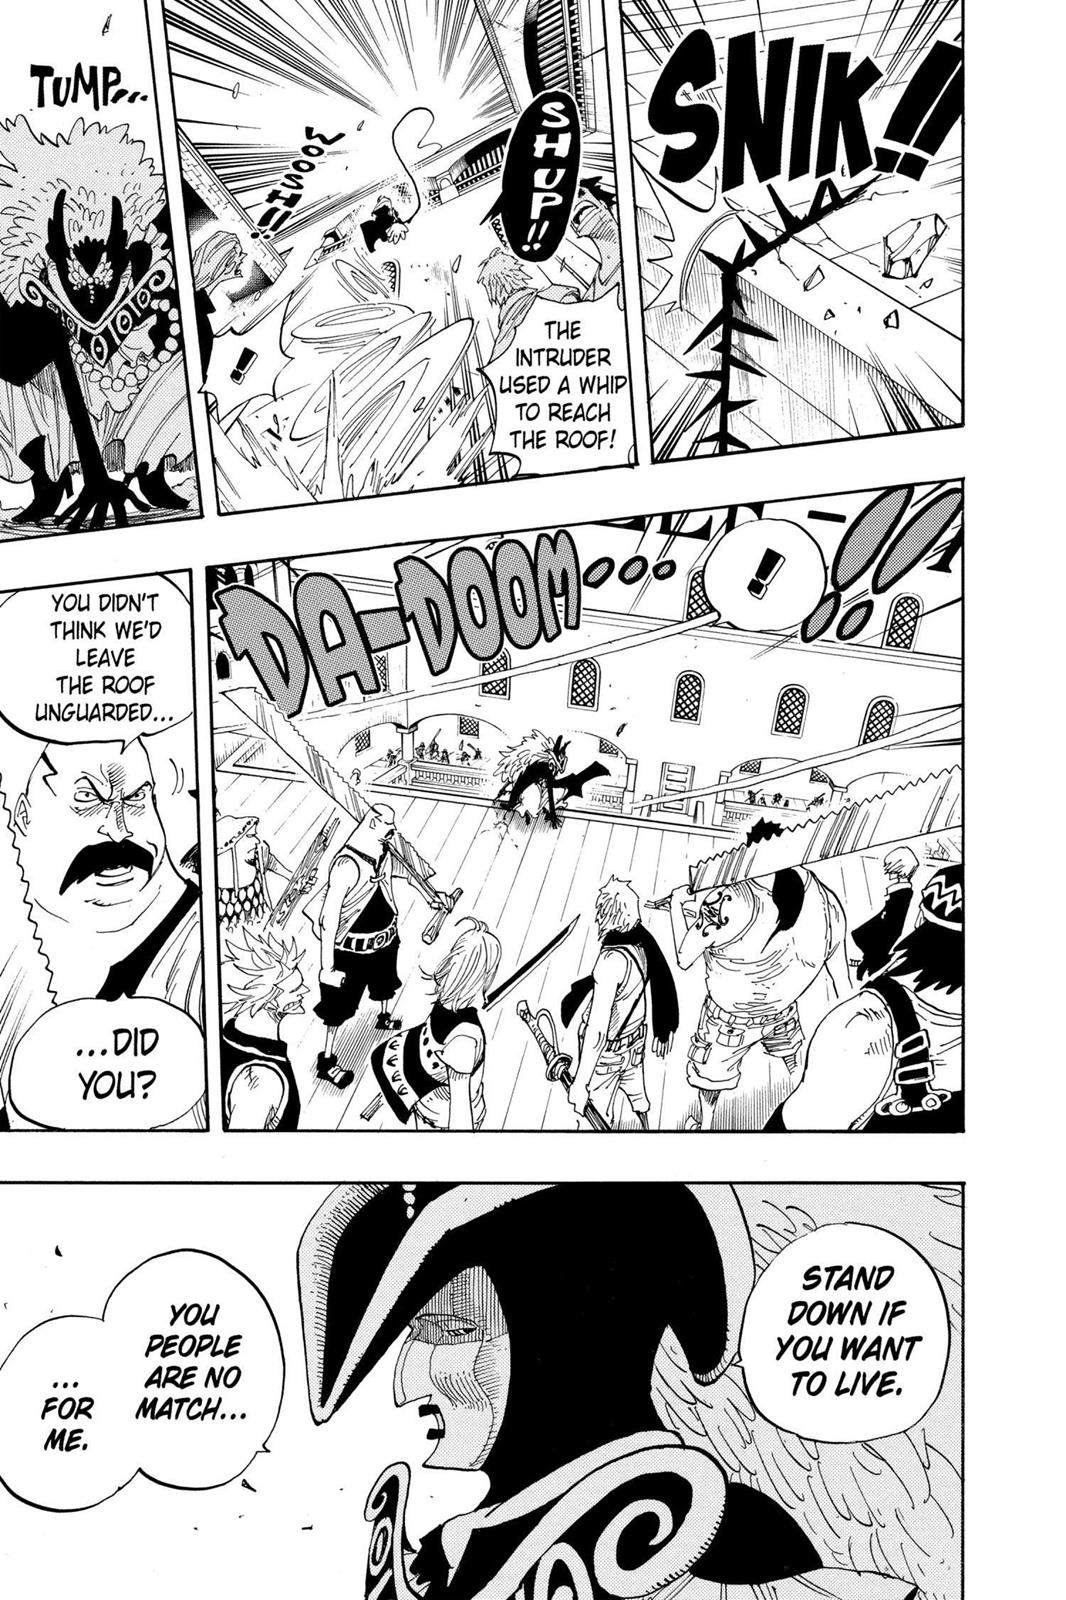 SNIK!!
SHUP!!
WOOSH!!
THE
INTRUDER
USED A WHIP
TO REACH
THE ROOF!
!
TUMP...
!
DA-DOOM...
YOU DIDN'T
THINK WE'D
LEAVE
THE ROOF
UNGUARDED...
...DID
YOU?
STAND
DOWN IF
YOU WANT
TO LIVE.
YOU
PEOPLE
ARE NO
MATCH...
...
FOR
ME.